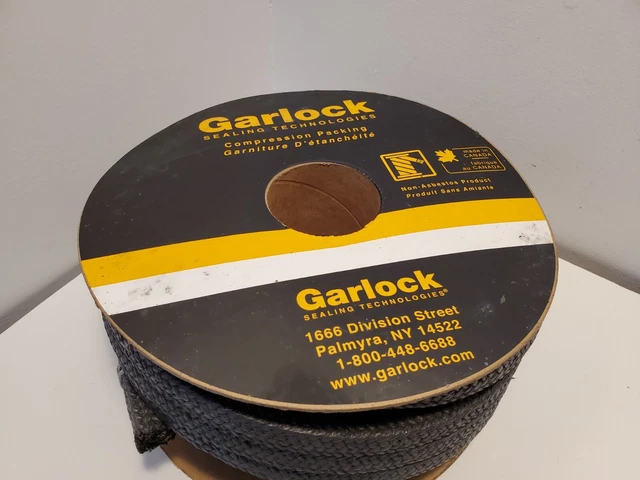 Garlock
SEALING TECHNOLOGIES
Compression Packing
Garniture D'étanchéité
made in
CANADA
fabriqué
au CANADA
Non-Asbestos Product
Produit Sans Amiante
Garlock
SEALING TECHNOLOGIES®
1666 Division Street
Palmyra, NY 14522
1-800-448-6688
www.garlock.com